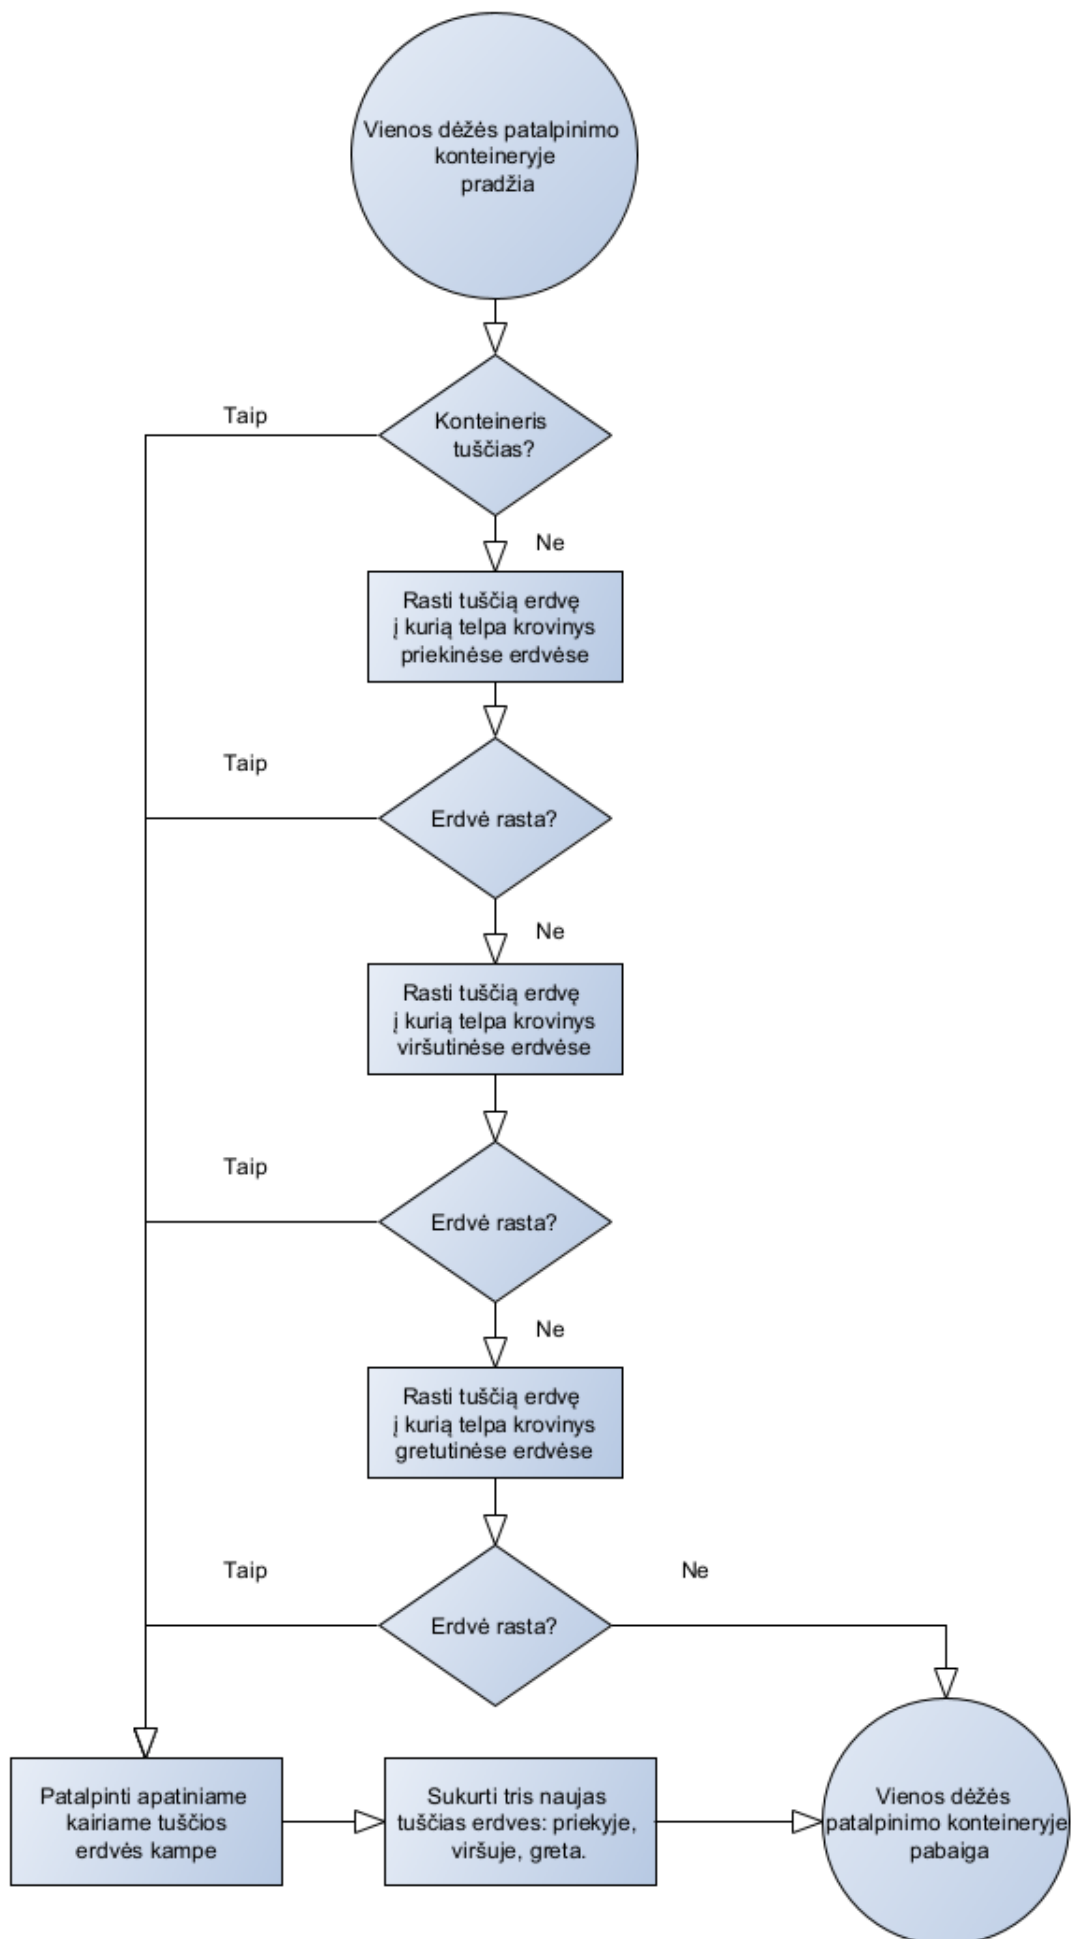 Vienos dėžės patalpinimo
konteineryje
pradžia
Taip
Konteineris
tuščias?
Ne
Rasti tuščią erdvę
į kurią telpa krovinys
priekinėse erdvėse
Taip
Erdvė rasta?
Ne
Rasti tuščią erdvę
į kurią telpa krovinys
viršutinėse erdvėse
Taip
Erdvė rasta?
Ne
Rasti tuščią erdvę
į kurią telpa krovinys
gretutinėse erdvėse
Taip
Ne
Erdvė rasta?
Patalpinti apatiniame
kairiame tuščios
erdvės kampe
Sukurti tris naujas
tuščias erdves: priekyje,
viršuje, greta.
Vienos dėžės
patalpinimo konteineryje
pabaiga